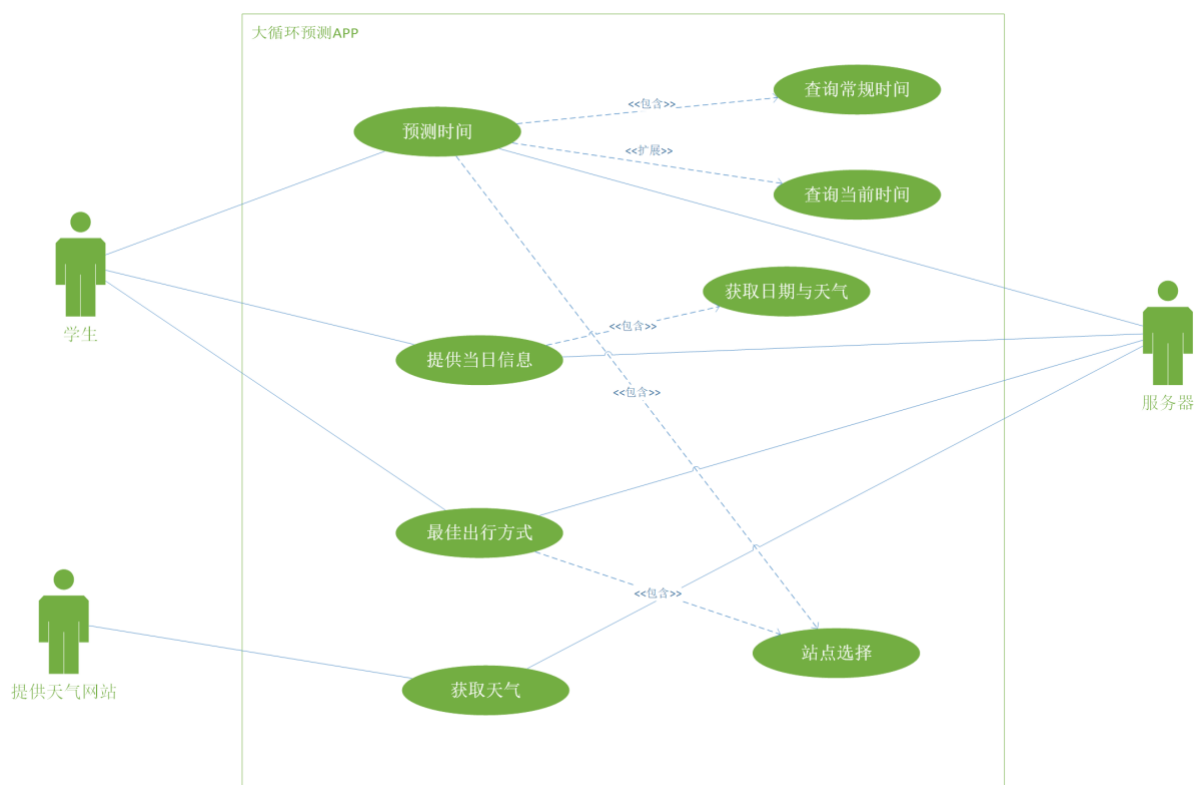 大循环预测APP
查询常规时间
<<包含>>
预测时间
<<扩展>>
查询当前时间
学生
获取日期与天气
<<包含>>
提供当日信息
<<包含>>
服务器
最佳出行方式
<<包含>>
站点选择
获取天气
提供天气网站